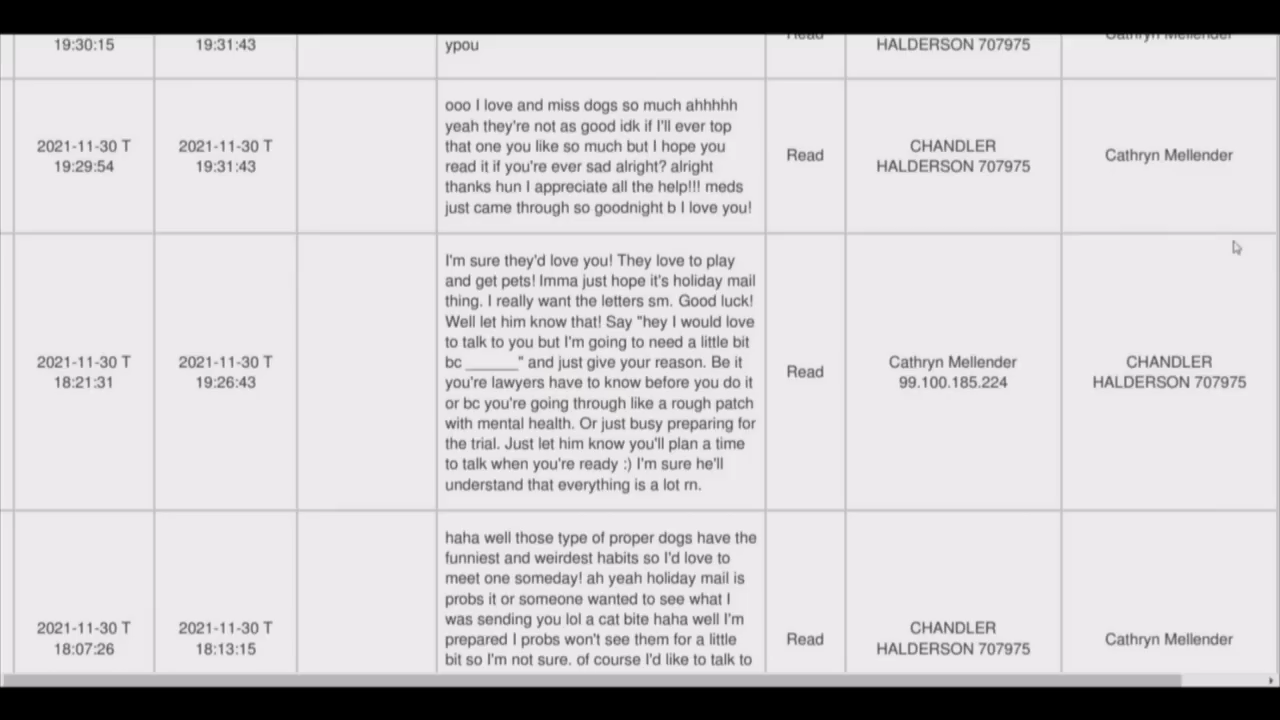 19:30:15
19:31:43
ypou
Read
HALDERSON 707975
Cathryn Mellender
2021-11-30 T
19:29:54
2021-11-30 T
19:31:43
ooo I love and miss dogs so much ahhhhh
yeah they're not as good idk if I'll ever top
that one you like so much but I hope you
read it if you're ever sad alright? alright
thanks hun I appreciate all the help!!! meds
just came through so goodnight b I love you!
Read
CHANDLER
HALDERSON 707975
Cathryn Mellender
2021-11-30 T
18:21:31
2021-11-30 T
19:26:43
I'm sure they'd love you! They love to play
and get pets! Imma just hope it's holiday mail
thing. I really want the letters sm. Good luck!
Well let him know that! Say "hey I would love
to talk to you but I'm going to need a little bit
bc ______" and just give your reason. Be it
you're lawyers have to know before you do it
or bc you're going through like a rough patch
with mental health. Or just busy preparing for
the trial. Just let him know you'll plan a time
to talk when you're ready :) I'm sure he'll
understand that everything is a lot rn.
Read
Cathryn Mellender
99.100.185.224
CHANDLER
HALDERSON 707975
2021-11-30 T
18:07:26
2021-11-30 T
18:13:15
haha well those type of proper dogs have the
funniest and weirdest habits so I'd love to
meet one someday! ah yeah holiday mail is
probs it or someone wanted to see what I
was sending you lol a cat bite haha well I'm
prepared I probs won't see them for a little
bit so I'm not sure. of course I'd like to talk to
Read
CHANDLER
HALDERSON 707975
Cathryn Mellender